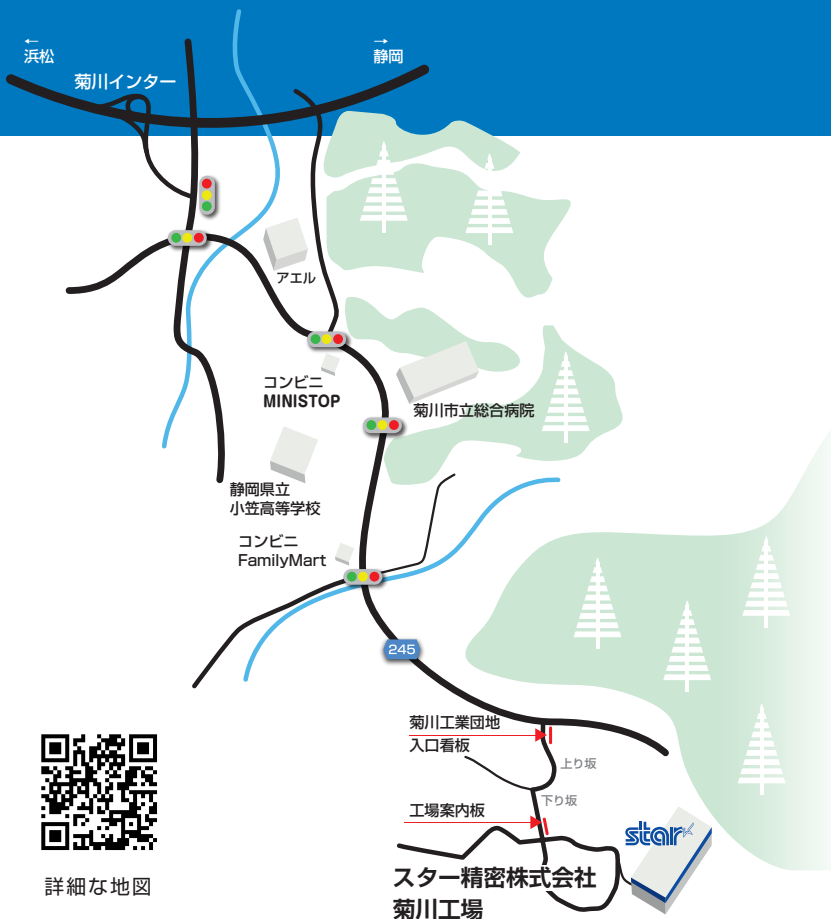 ←
浜松
→
静岡
菊川インター
アエル
コンビニ
MINISTOP
菊川市立総合病院
静岡県立
小笠高等学校
コンビニ
FamilyMart
245
菊川工業団地
入口看板
上り坂
下り坂
工場案内板
star
スター精密株式会社
菊川工場
詳細な地図